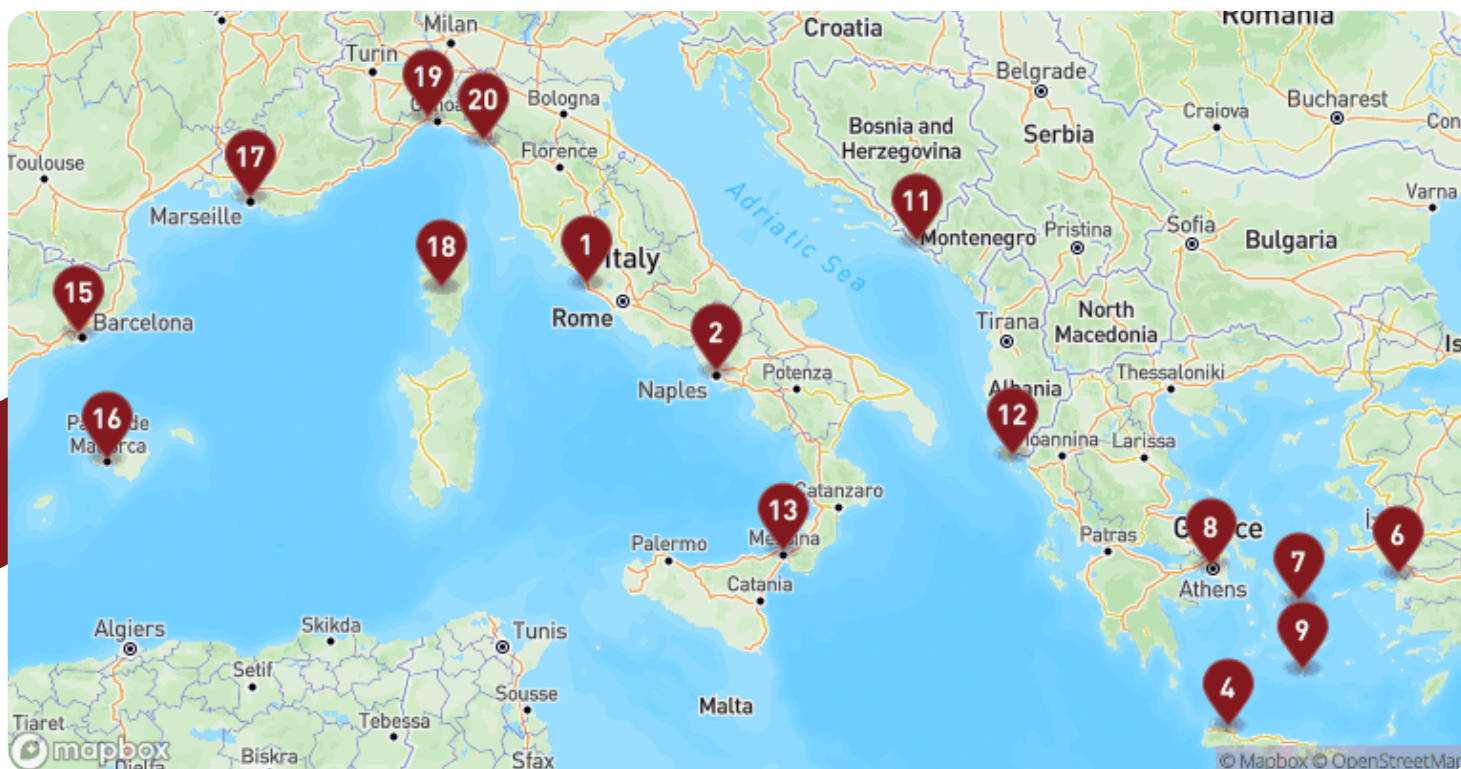 Milan
Croatia
Romania
Turin
Belgrade
19
20
Bologna
Craiova
Bucharest
Bosnia and
Herzegovina
Serbia
17
Toulouse
Florence
11
Varna
Marseille
Adriatic Sea
Montenegro
Pristina
Sofia
Bulgaria
18
1
Italy
15
Barcelona
Rome
Tirana
North
Macedonia
2
Naples
Potenza
Albania
Thessaloniki
16
12
Ioannina
Larissa
13
Catanzaro
Messina
Palermo
Catania
Patras
8
Greece
Athens
7
6
9
4
Algiers
Skikda
Tunis
Setif
Sousse
Malta
Tiaret
Tebessa
mapbox
Biskra
Sfax
© Mapbox © OpenStreetMap